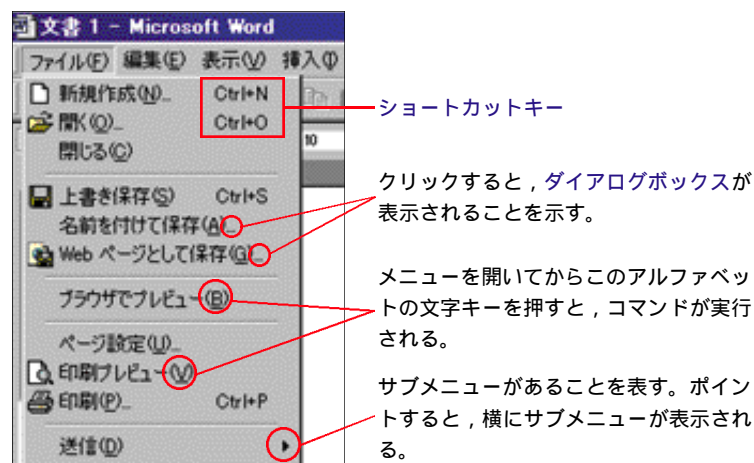 文書 1 - Microsoft Word
ファイル(F) 編集(E) 表示(V) 挿入(I)
新規作成(N)... Ctrl+N
開く(O)... Ctrl+O
10
閉じる(C)
上書き保存(S) Ctrl+S
名前を付けて保存(A)...
Web ページとして保存(G)...
ブラウザでプレビュー(B)
ページ設定(U)...
印刷プレビュー(V)
印刷(P)... Ctrl+P
送信(D)
ショートカットキー
クリックすると，ダイアログボックスが
表示されることを示す。
メニューを開いてからこのアルファベッ
トの文字キーを押すと，コマンドが実行
される。
サブメニューがあることを表す。ポイン
トすると，横にサブメニューが表示され
る。